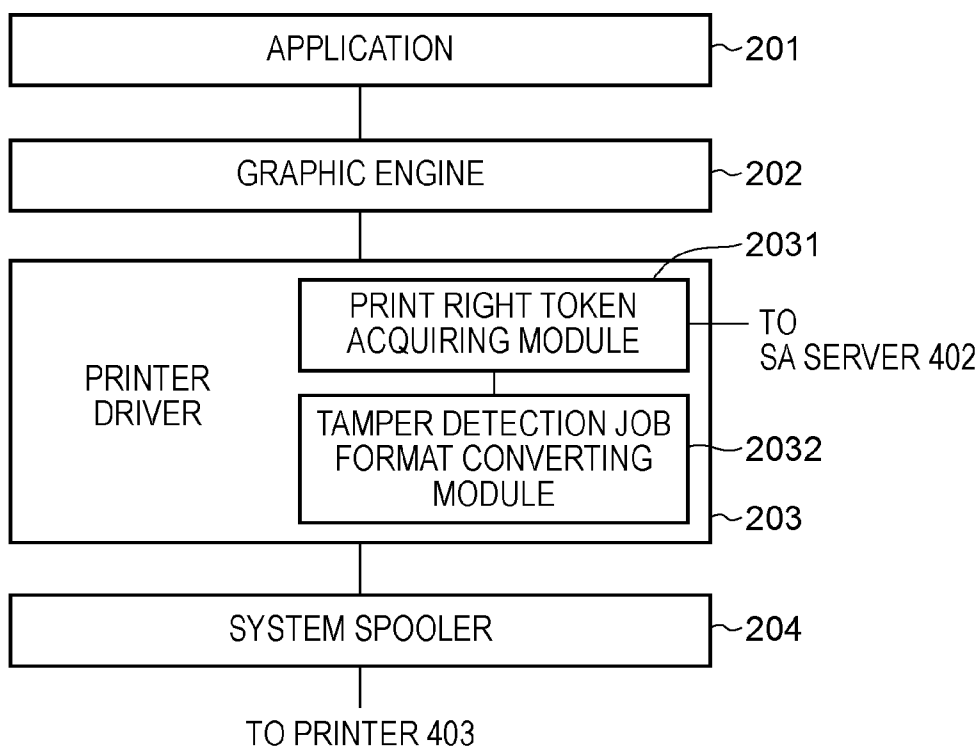 APPLICATION
201
GRAPHIC ENGINE
202
2031
PRINT RIGHT TOKEN
ACQUIRING MODULE
TO
SA SERVER 402
PRINTER
DRIVER
TAMPER DETECTION JOB
FORMAT CONVERTING
MODULE
2032
203
SYSTEM SPOOLER
204
TO PRINTER 403